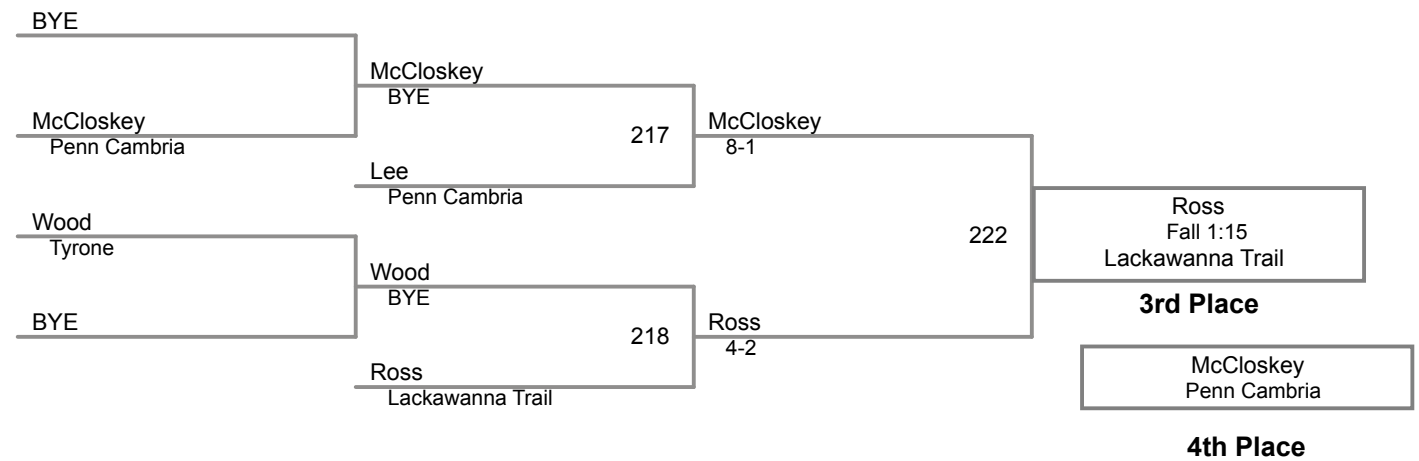 BYE
McCloskey
BYE
McCloskey
Penn Cambria
217
McCloskey
8-1
Lee
Penn Cambria
Wood
Tyrone
Wood
BYE
BYE
218
Ross
4-2
Ross
Lackawanna Trail
222
Ross
Fall 1:15
Lackawanna Trail
3rd Place
McCloskey
Penn Cambria
4th Place